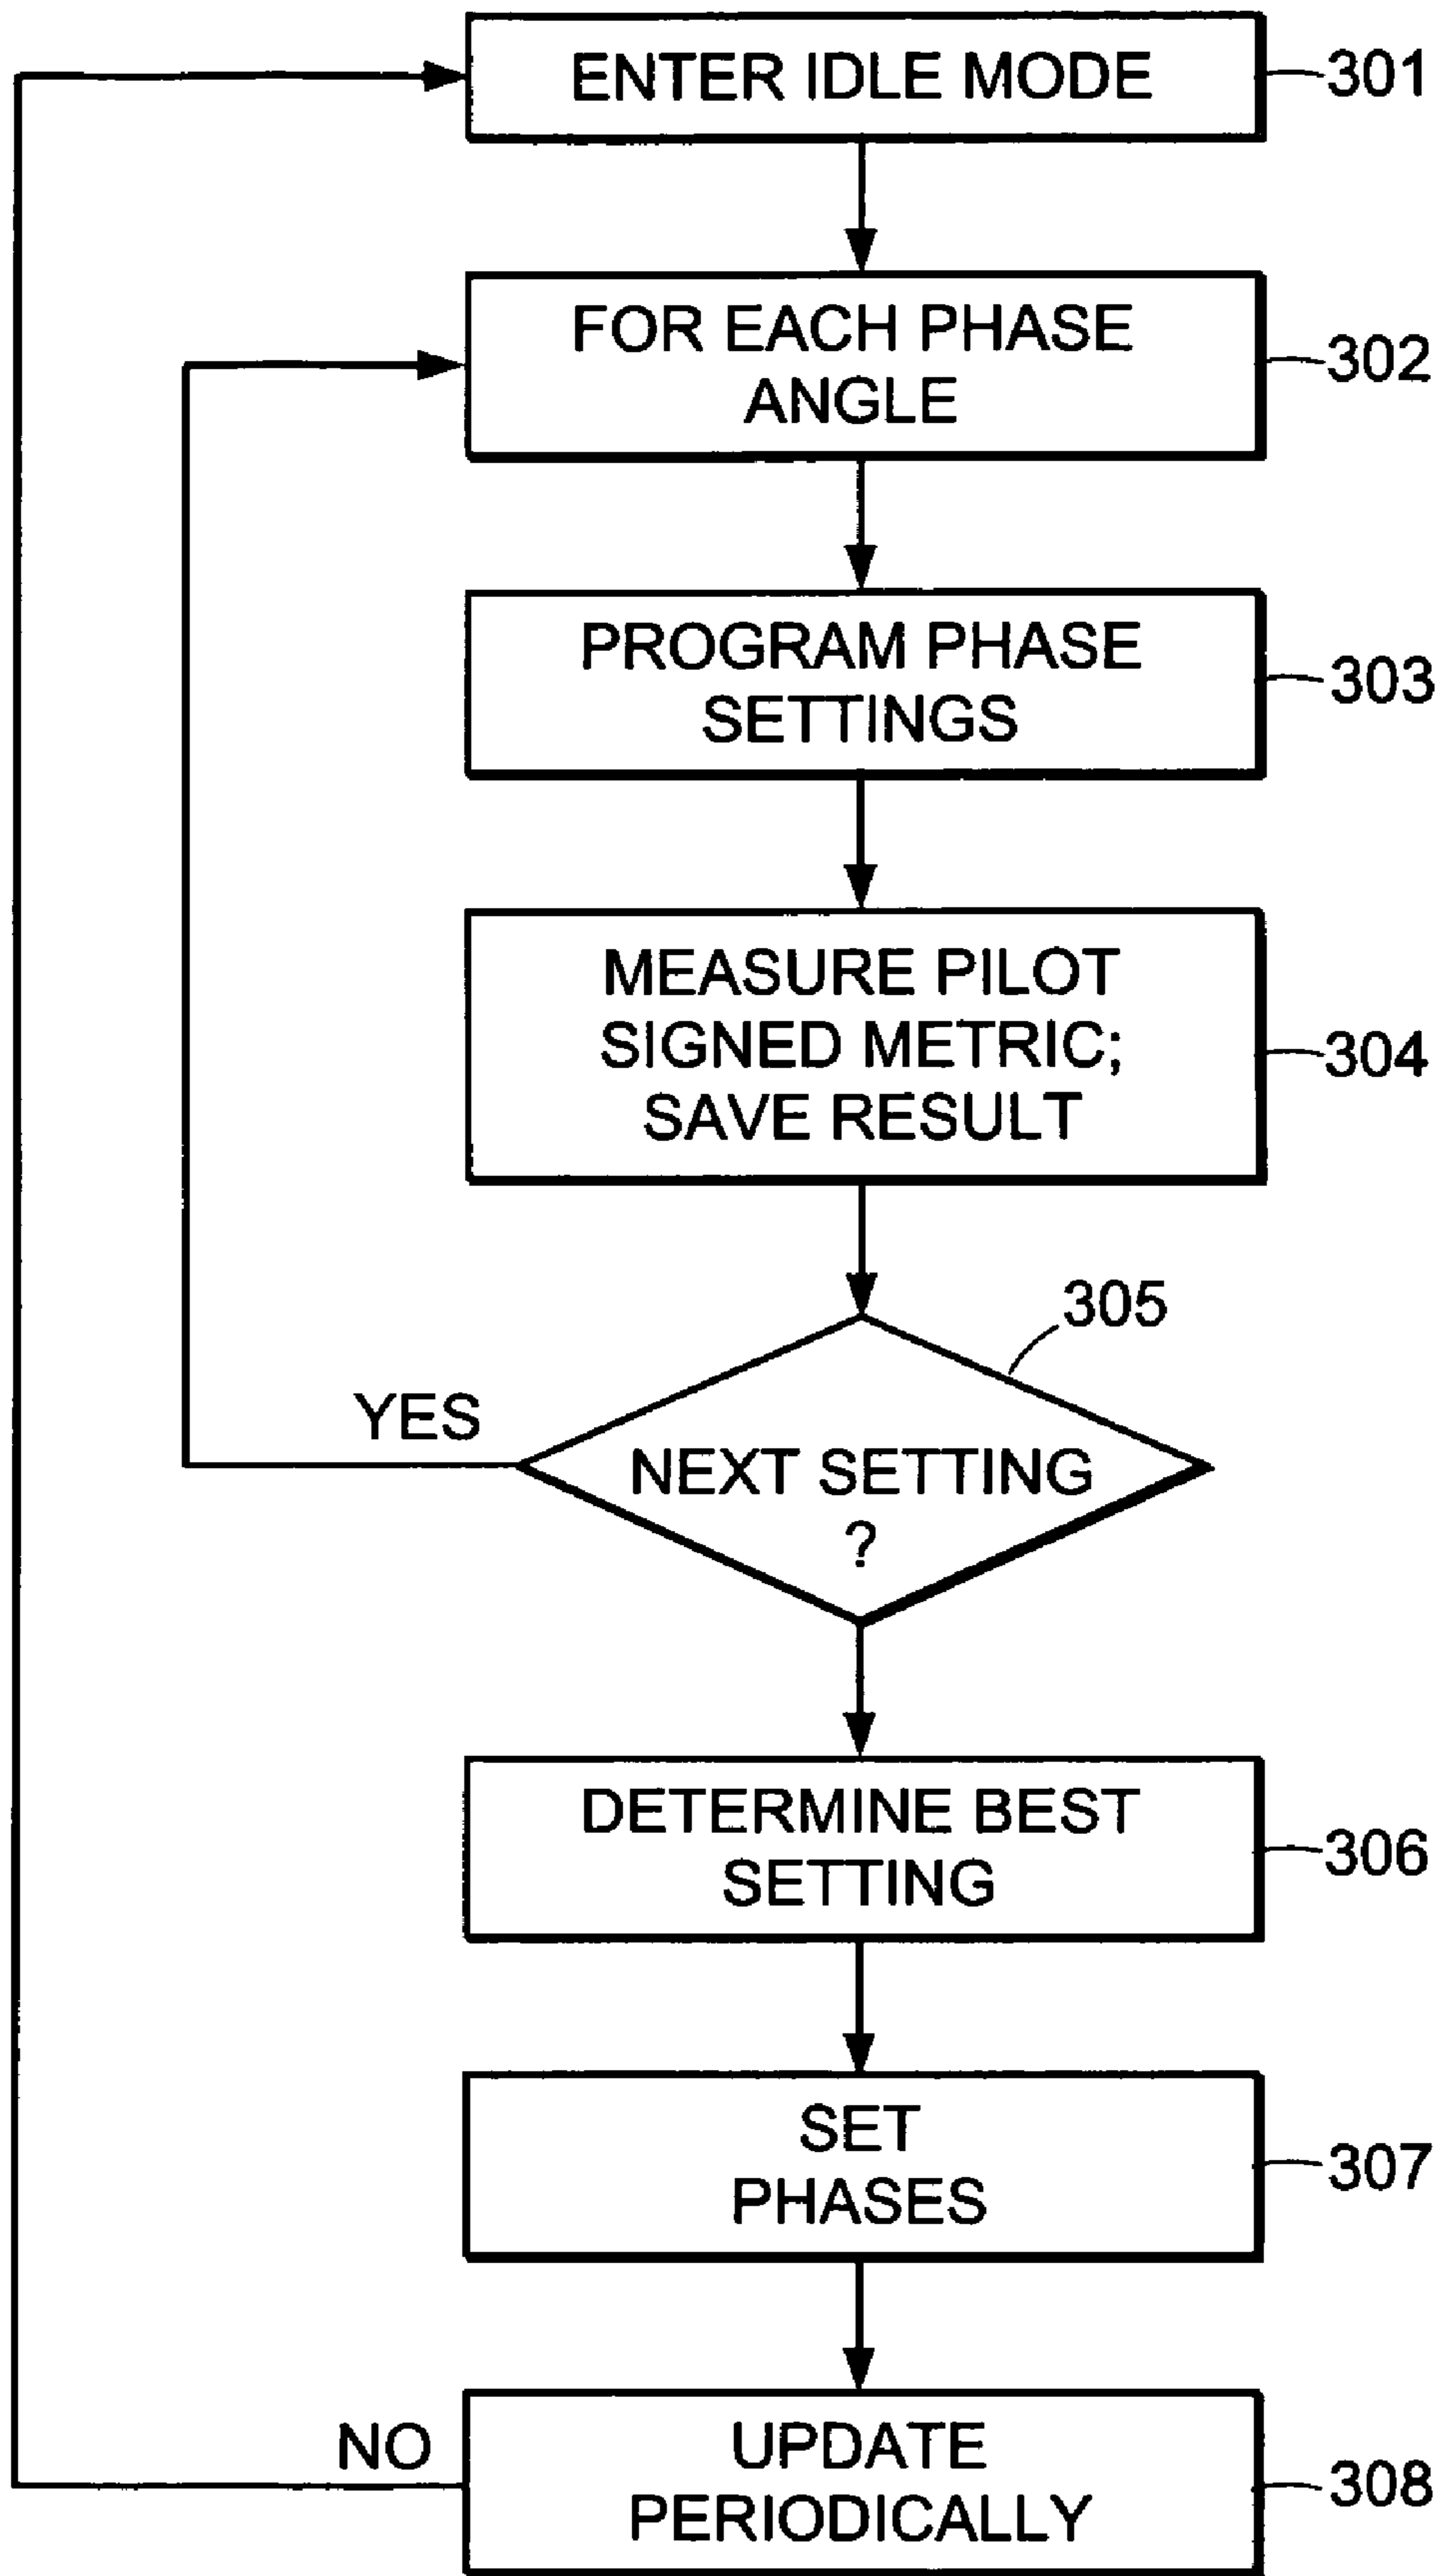 ENTER IDLE MODE
301
FOR EACH PHASE
ANGLE
302
PROGRAM PHASE
SETTINGS
303
MEASURE PILOT
SIGNED METRIC;
SAVE RESULT
304
305
YES
NEXT SETTING
?
DETERMINE BEST
SETTING
306
SET
PHASES
307
NO
UPDATE
PERIODICALLY
308